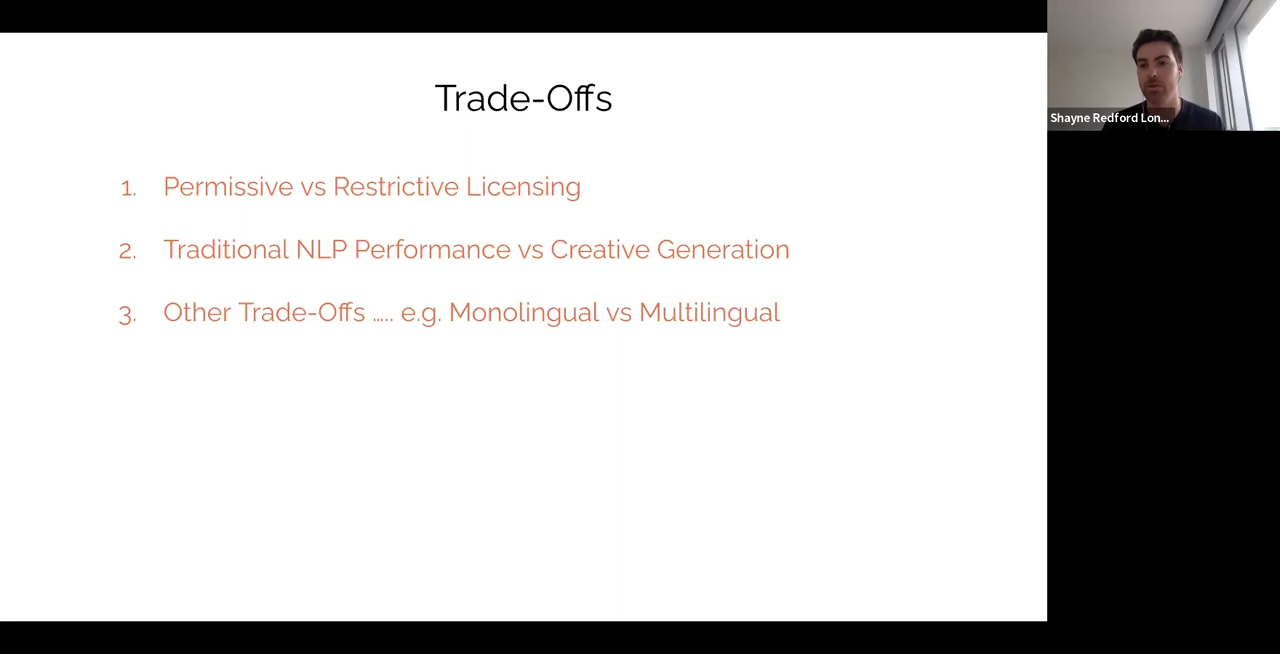 Trade-Offs
1. Permissive vs Restrictive Licensing
2. Traditional NLP Performance vs Creative Generation
3. Other Trade-Offs ..... e.g. Monolingual vs Multilingual
Shayne Redford Lon...